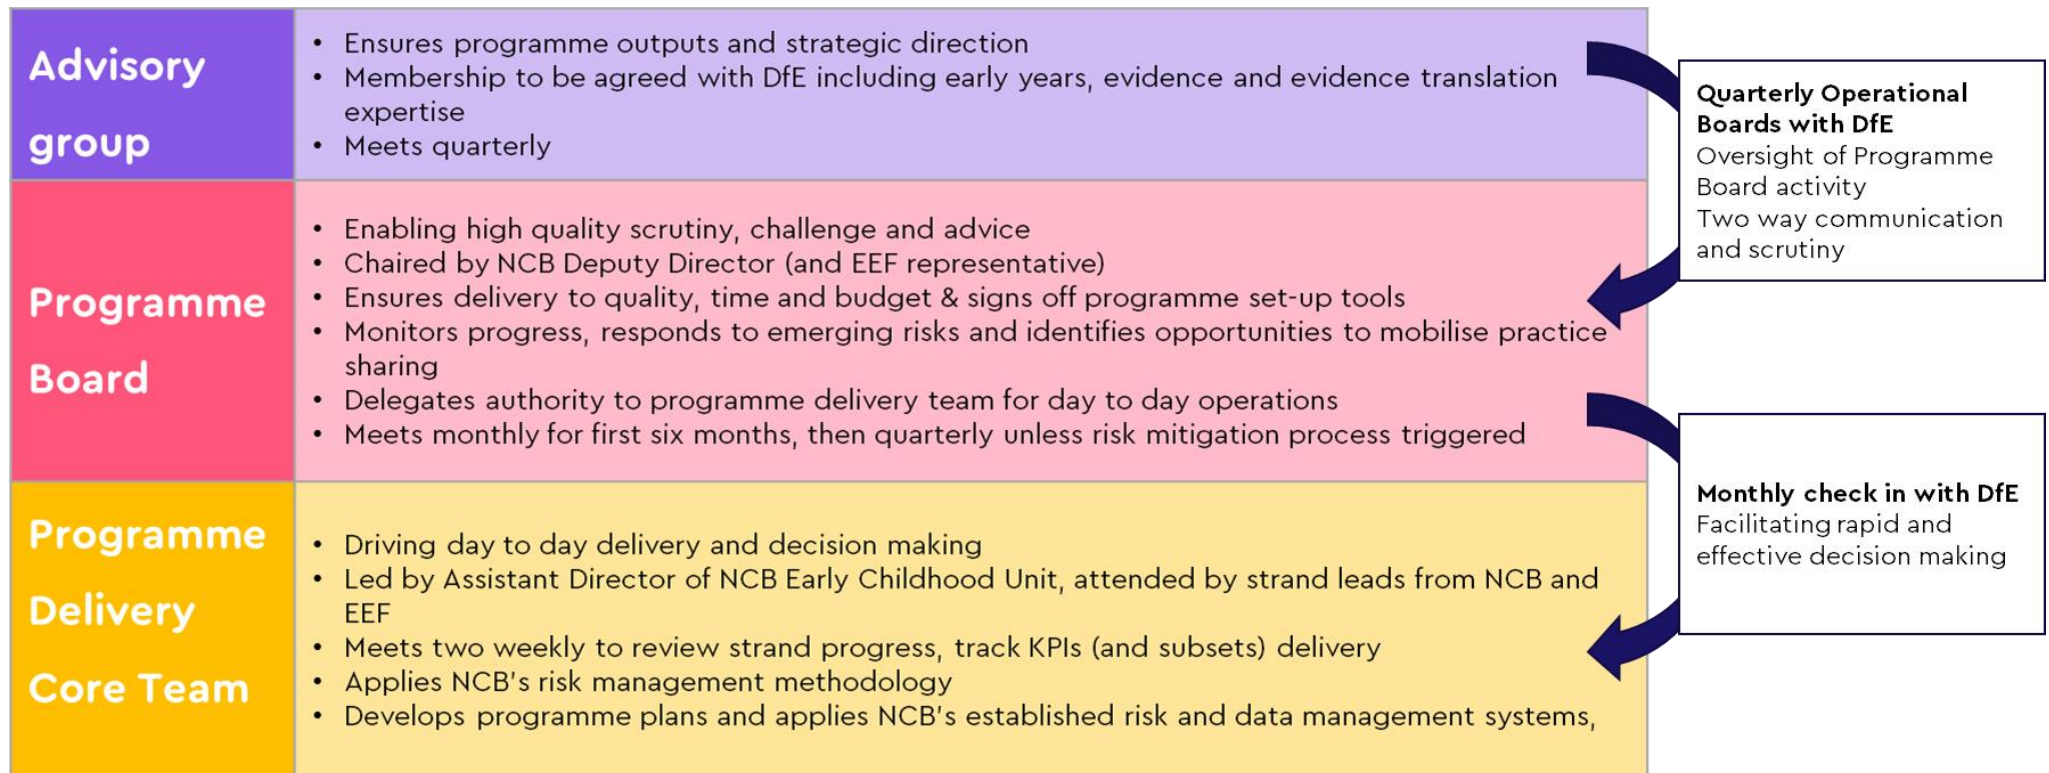 Advisory
group
• Ensures programme outputs and strategic direction
• Membership to be agreed with DfE including early years, evidence and evidence translation
expertise
• Meets quarterly
Programme
Board
• Enabling high quality scrutiny, challenge and advice
• Chaired by NCB Deputy Director (and EEF representative)
• Ensures delivery to quality, time and budget & signs off programme set-up tools
• Monitors progress, responds to emerging risks and identifies opportunities to mobilise practice
sharing
• Delegates authority to programme delivery team for day to day operations
• Meets monthly for first six months, then quarterly unless risk mitigation process triggered
Programme
Delivery
Core Team
• Driving day to day delivery and decision making
• Led by Assistant Director of NCB Early Childhood Unit, attended by strand leads from NCB and
EEF
• Meets two weekly to review strand progress, track KPIs (and subsets) delivery
• Applies NCB's risk management methodology
• Develops programme plans and applies NCB's established risk and data management systems,
Quarterly Operational
Boards with DfE
Oversight of Programme
Board activity
Two way communication
and scrutiny
Monthly check in with DfE
Facilitating rapid and
effective decision making